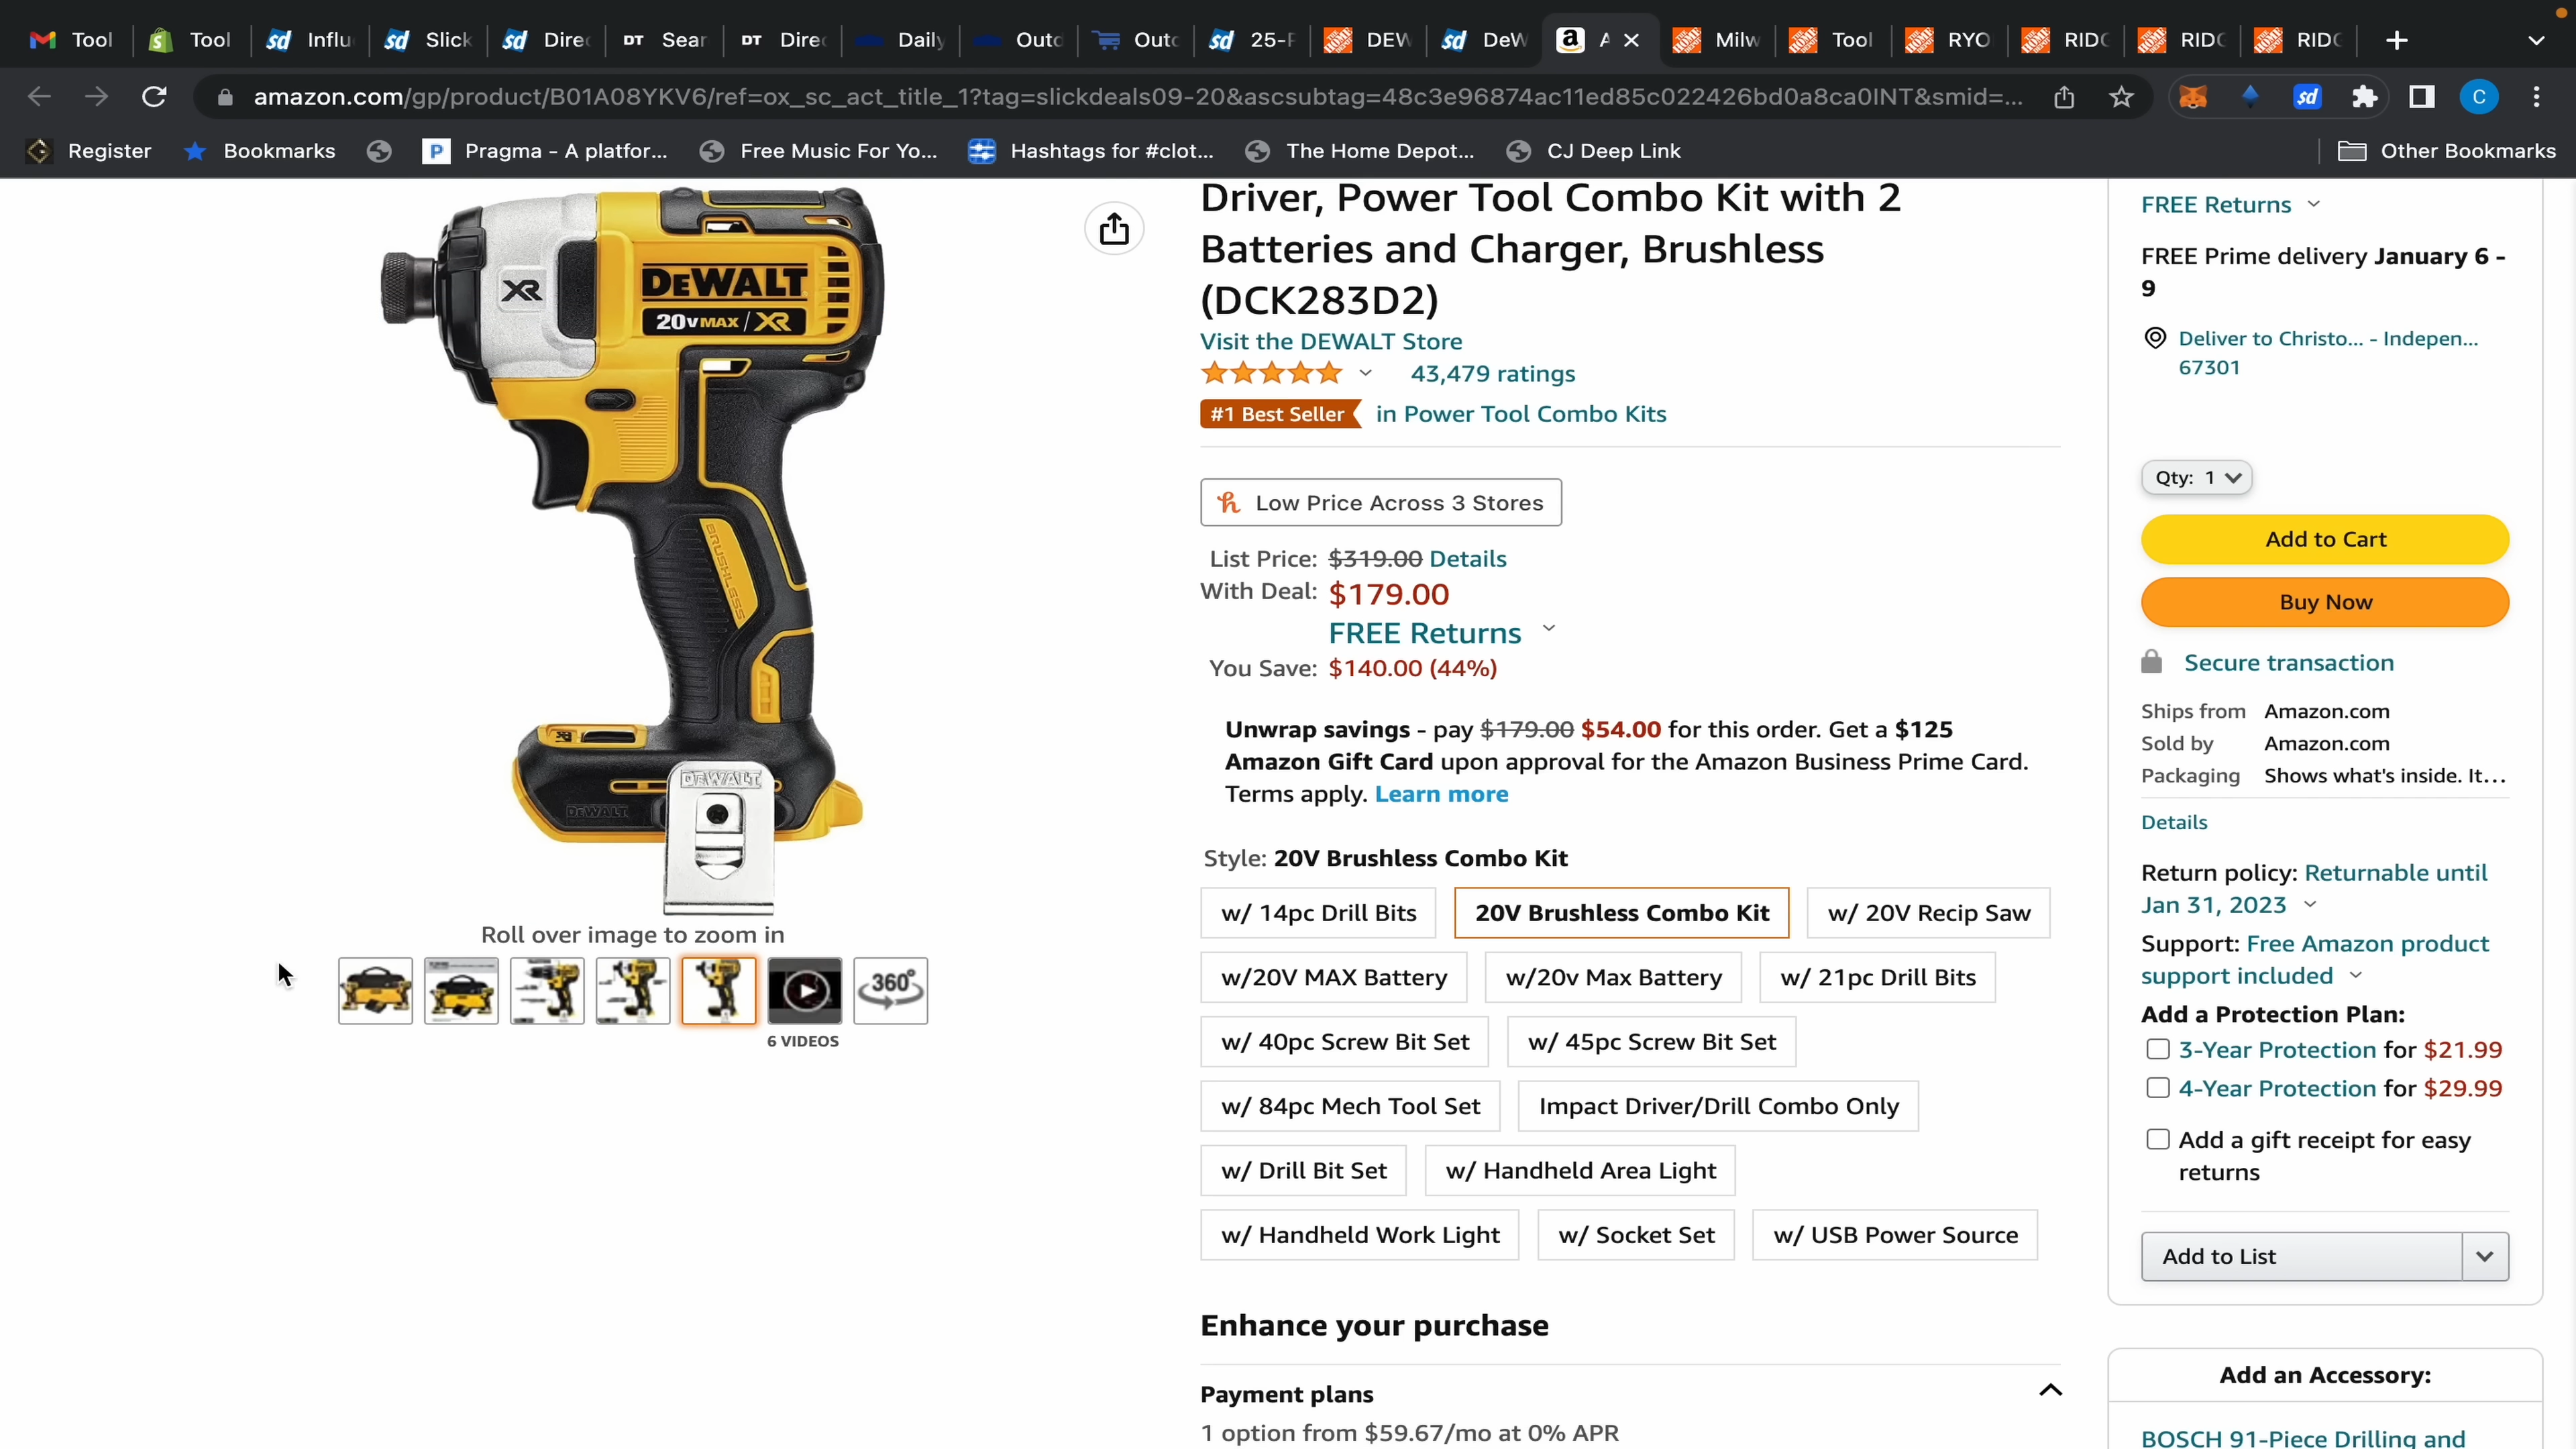 Tool
Tool
Influ
Slick
Direc
DT Sear
DT Direc
Daily
Outd
Outd
25-P
DEW
DeW
A
Milw
Tool
RYO
RIDG
RIDG
RIDG
amazon.com/gp/product/B01A08YKV6/ref=ox_sc_act_title_1?tag=slickdeals09-20&ascsubtag=48c3e96874ac11ed85c022426bd0a8ca0INT&smid=...
C
Register
Bookmarks
Pragma - A platfor...
Free Music For Yo...
Hashtags for #clot...
The Home Depot...
CJ Deep Link
Other Bookmarks
XR
DEWALT
20V MAX / XR
BRUSHLESS
DEWALT
DEWALT
Roll over image to zoom in
360°
6 VIDEOS
Driver, Power Tool Combo Kit with 2
Batteries and Charger, Brushless
(DCK283D2)
Visit the DEWALT Store
43,479 ratings
#1 Best Seller in Power Tool Combo Kits
Low Price Across 3 Stores
List Price: $319.00 Details
With Deal: $179.00
FREE Returns
You Save: $140.00 (44%)
Unwrap savings - pay $179.00 $54.00 for this order. Get a $125
Amazon Gift Card upon approval for the Amazon Business Prime Card.
Terms apply. Learn more
Style: 20V Brushless Combo Kit
w/ 14pc Drill Bits
20V Brushless Combo Kit
w/ 20V Recip Saw
w/20V MAX Battery
w/20v Max Battery
w/ 21pc Drill Bits
w/ 40pc Screw Bit Set
w/ 45pc Screw Bit Set
w/ 84pc Mech Tool Set
Impact Driver/Drill Combo Only
w/ Drill Bit Set
w/ Handheld Area Light
w/ Handheld Work Light
w/ Socket Set
w/ USB Power Source
Enhance your purchase
Payment plans
1 option from $59.67/mo at 0% APR
FREE Returns
FREE Prime delivery January 6 -
9
Deliver to Christo... - Indepen...
67301
Qty: 1
Add to Cart
Buy Now
Secure transaction
Ships from Amazon.com
Sold by Amazon.com
Packaging Shows what's inside. It...
Details
Return policy: Returnable until
Jan 31, 2023
Support: Free Amazon product
support included
Add a Protection Plan:
3-Year Protection for $21.99
4-Year Protection for $29.99
Add a gift receipt for easy
returns
Add to List
Add an Accessory:
BOSCH 91-Piece Drilling and